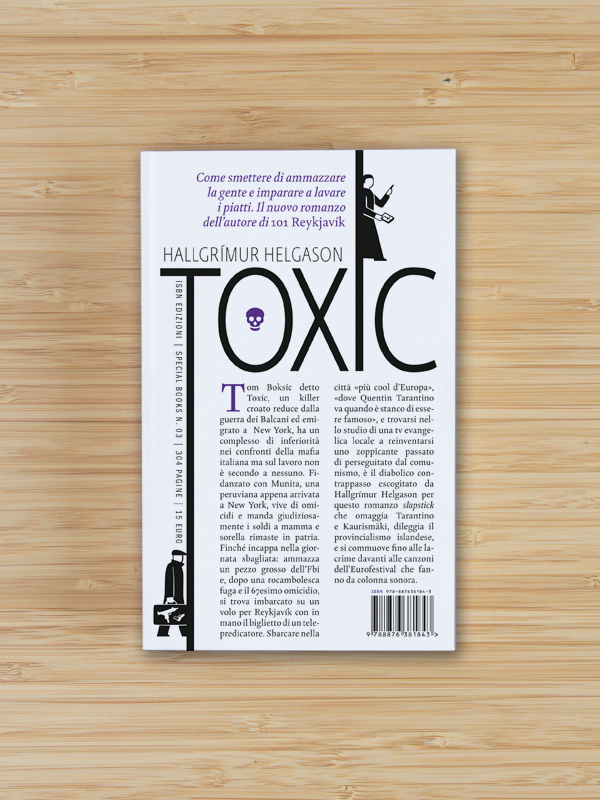 Come smettere di ammazzare
la gente e imparare a lavare
i piatti. Il nuovo romanzo
dell'autore di 101 Reykjavík
HALLGRÍMUR HELGASON
TOXIC
ISBN EDIZIONI | SPECIAL BOOKS N. 03 | 304 PAGINE | 15 EURO
Tom Boksic detto
Toxic, un killer
croato reduce dalla
guerra dei Balcani ed emi-
grato a New York, ha un
complesso di inferiorità
nei confronti della mafia
italiana ma sul lavoro non
è secondo a nessuno. Fi-
danzato con Munita, una
peruviana appena arrivata
a New York, vive di omi-
cidi e manda giudiziosa-
mente i soldi a mamma e
sorella rimaste in patria.
Finché incappa nella gior-
nata sbagliata: ammazza
un pezzo grosso dell'Fbi
e, dopo una rocambolesca
fuga e il 67esimo omicidio,
si trova imbarcato su un
volo per Reykjavík con in
mano il biglietto di un tele-
predicatore. Sbarcare nella
città «più cool d'Europa»,
«dove Quentin Tarantino
va quando è stanco di esse-
re famoso», e trovarsi nel-
lo studio di una tv evange-
lica locale a reinventarsi
uno zoppicante passato
di perseguitato dal comu-
nismo, è il diabolico con-
trappasso escogitato da
Hallgrímur Helgason per
questo romanzo slapstick
che omaggia Tarantino
e Kaurismäki, dileggia il
provincialismo islandese,
e si commuove fino alle la-
crime davanti alle canzoni
dell'Eurofestival che fan-
no da colonna sonora.
ISBN 978-887638184-3
9 788876 381843 >